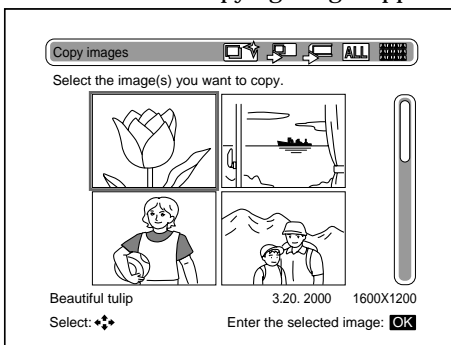 Copy images ALL
Select the image(s) you want to copy.
Beautiful tulip 3.20. 2000 1600X1200
Select: Enter the selected image: OK